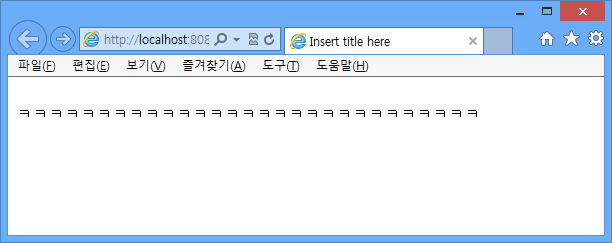 http://localhost:808
Insert title here
파일(F) 편집(E) 보기(V) 즐겨찾기(A) 도구(T) 도움말(H)
ㅋ ㅋ ㅋ ㅋ ㅋ ㅋ ㅋ ㅋ ㅋ ㅋ ㅋ ㅋ ㅋ ㅋ ㅋ ㅋ ㅋ ㅋ ㅋ ㅋ ㅋ ㅋ ㅋ ㅋ ㅋ ㅋ ㅋ ㅋ ㅋ